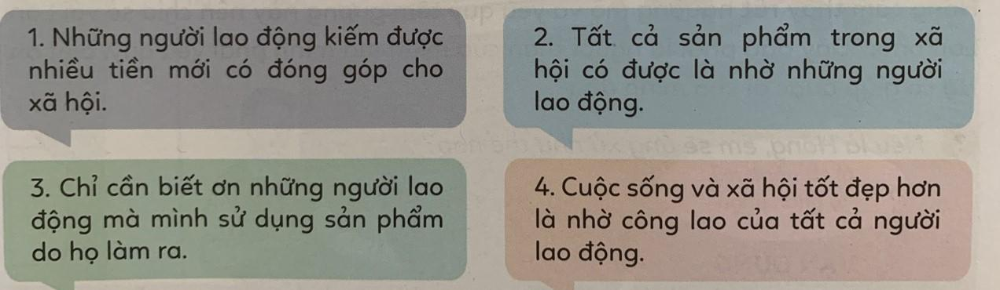 1. Những người lao động kiếm được
nhiều tiền mới có đóng góp cho
xã hội.
2. Tất cả sản phẩm trong xã
hội có được là nhờ những người
lao động.
3. Chỉ cần biết ơn những người lao
động mà mình sử dụng sản phẩm
do họ làm ra.
4. Cuộc sống và xã hội tốt đẹp hơn
là nhờ công lao của tất cả người
lao động.